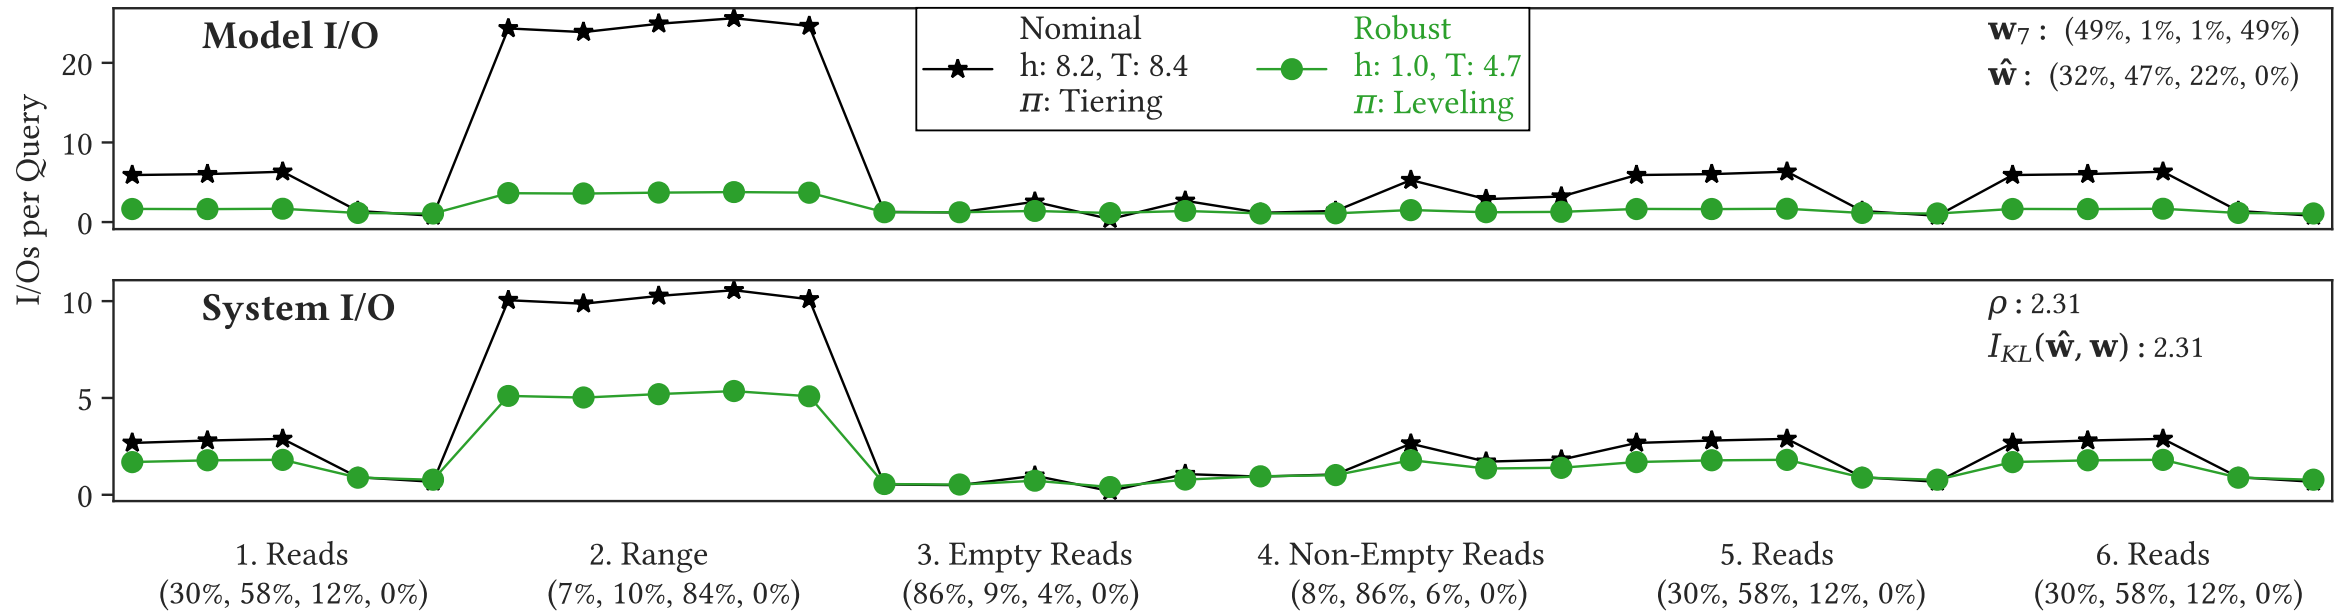 I/Os per Query
Model I/O
20
10
0
Nominal
h: 8.2, T: 8.4
π: Tiering
Robust
h: 1.0, T: 4.7
π: Leveling
w₇ : (49%, 1%, 1%, 49%)
ŵ : (32%, 47%, 22%, 0%)
System I/O
10
5
0
ρ : 2.31
I_KL(ŵ, w) : 2.31
1. Reads
(30%, 58%, 12%, 0%)
2. Range
(7%, 10%, 84%, 0%)
3. Empty Reads
(86%, 9%, 4%, 0%)
4. Non-Empty Reads
(8%, 86%, 6%, 0%)
5. Reads
(30%, 58%, 12%, 0%)
6. Reads
(30%, 58%, 12%, 0%)